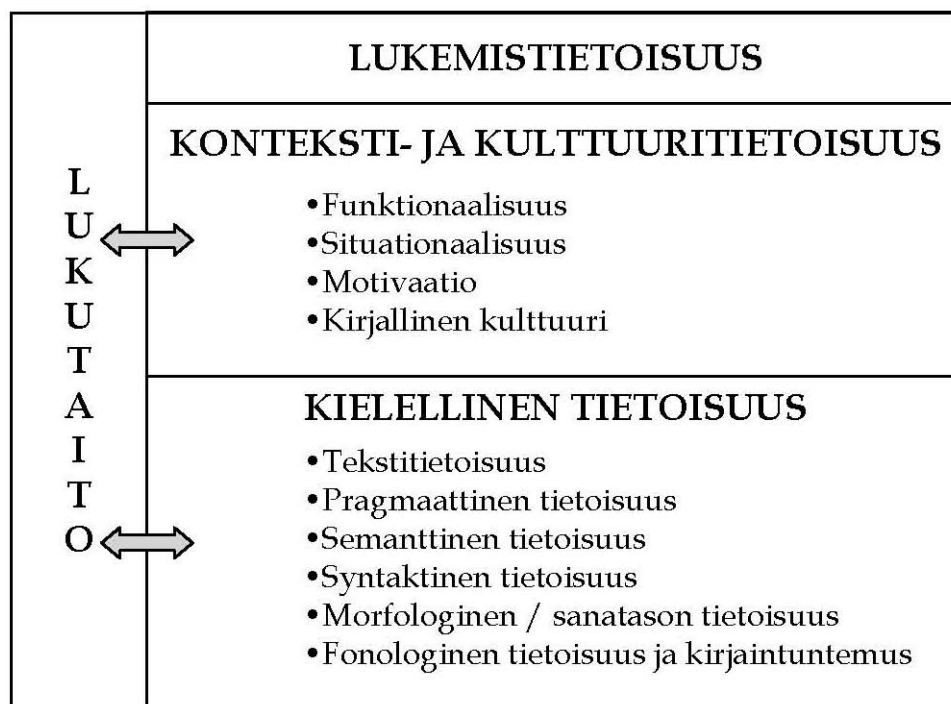 LUKUTAITO
LUKEMISTIETOISUUS
KONTEKSTI- JA KULTTUURITIETOISUUS
•Funktionaalisuus
•Situationaalisuus
•Motivaatio
•Kirjallinen kulttuuri
KIELELLINEN TIETOISUUS
•Tekstitietoisuus
•Pragmaattinen tietoisuus
•Semanttinen tietoisuus
•Syntaktinen tietoisuus
•Morfologinen / sanatason tietoisuus
•Fonologinen tietoisuus ja kirjaintuntemus